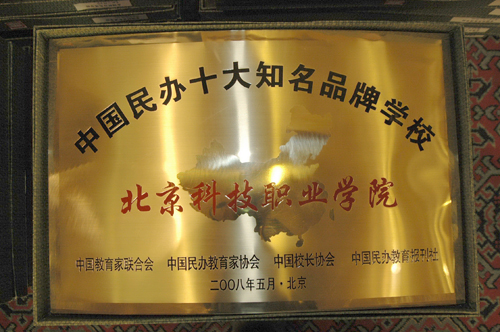 中国民办十大知名品牌学校
北京科技职业学院
中国教育家联合会 中国民办教育家协会 中国校长协会 中国民办教育报刊社
二〇〇八年五月·北京